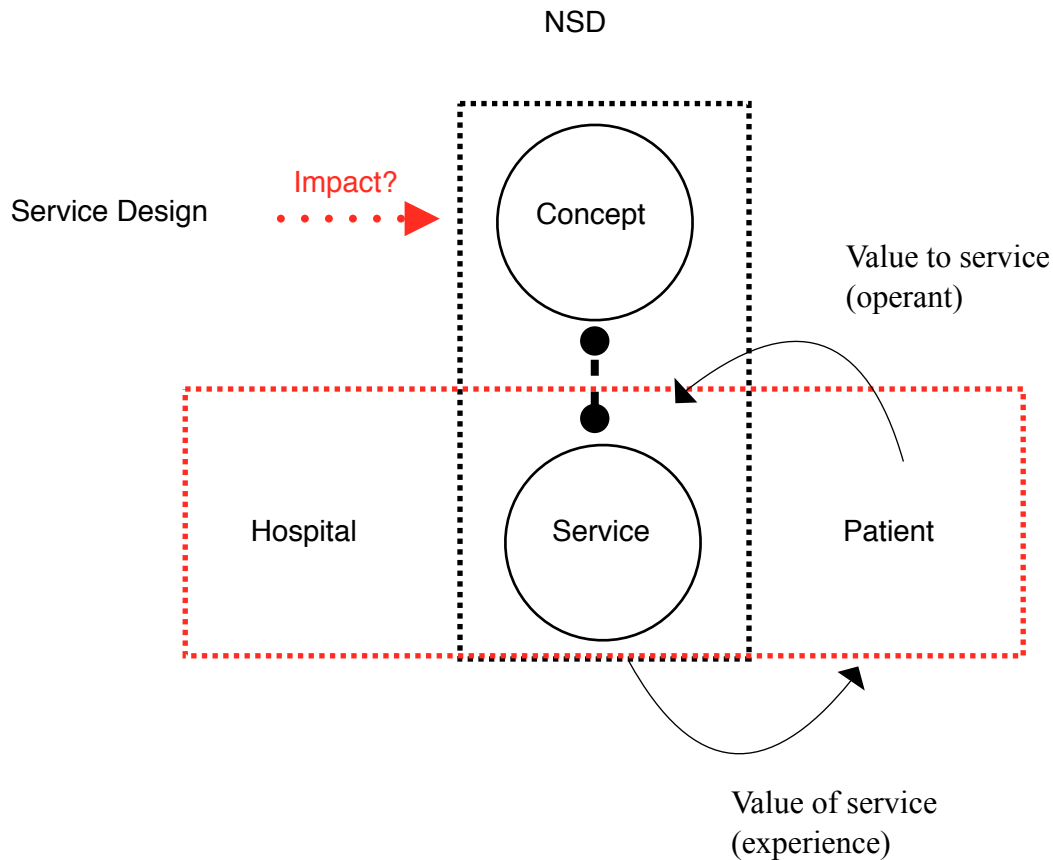 NSD
Impact?
Service Design
Concept
Value to service
(operant)
Hospital
Service
Patient
Value of service
(experience)